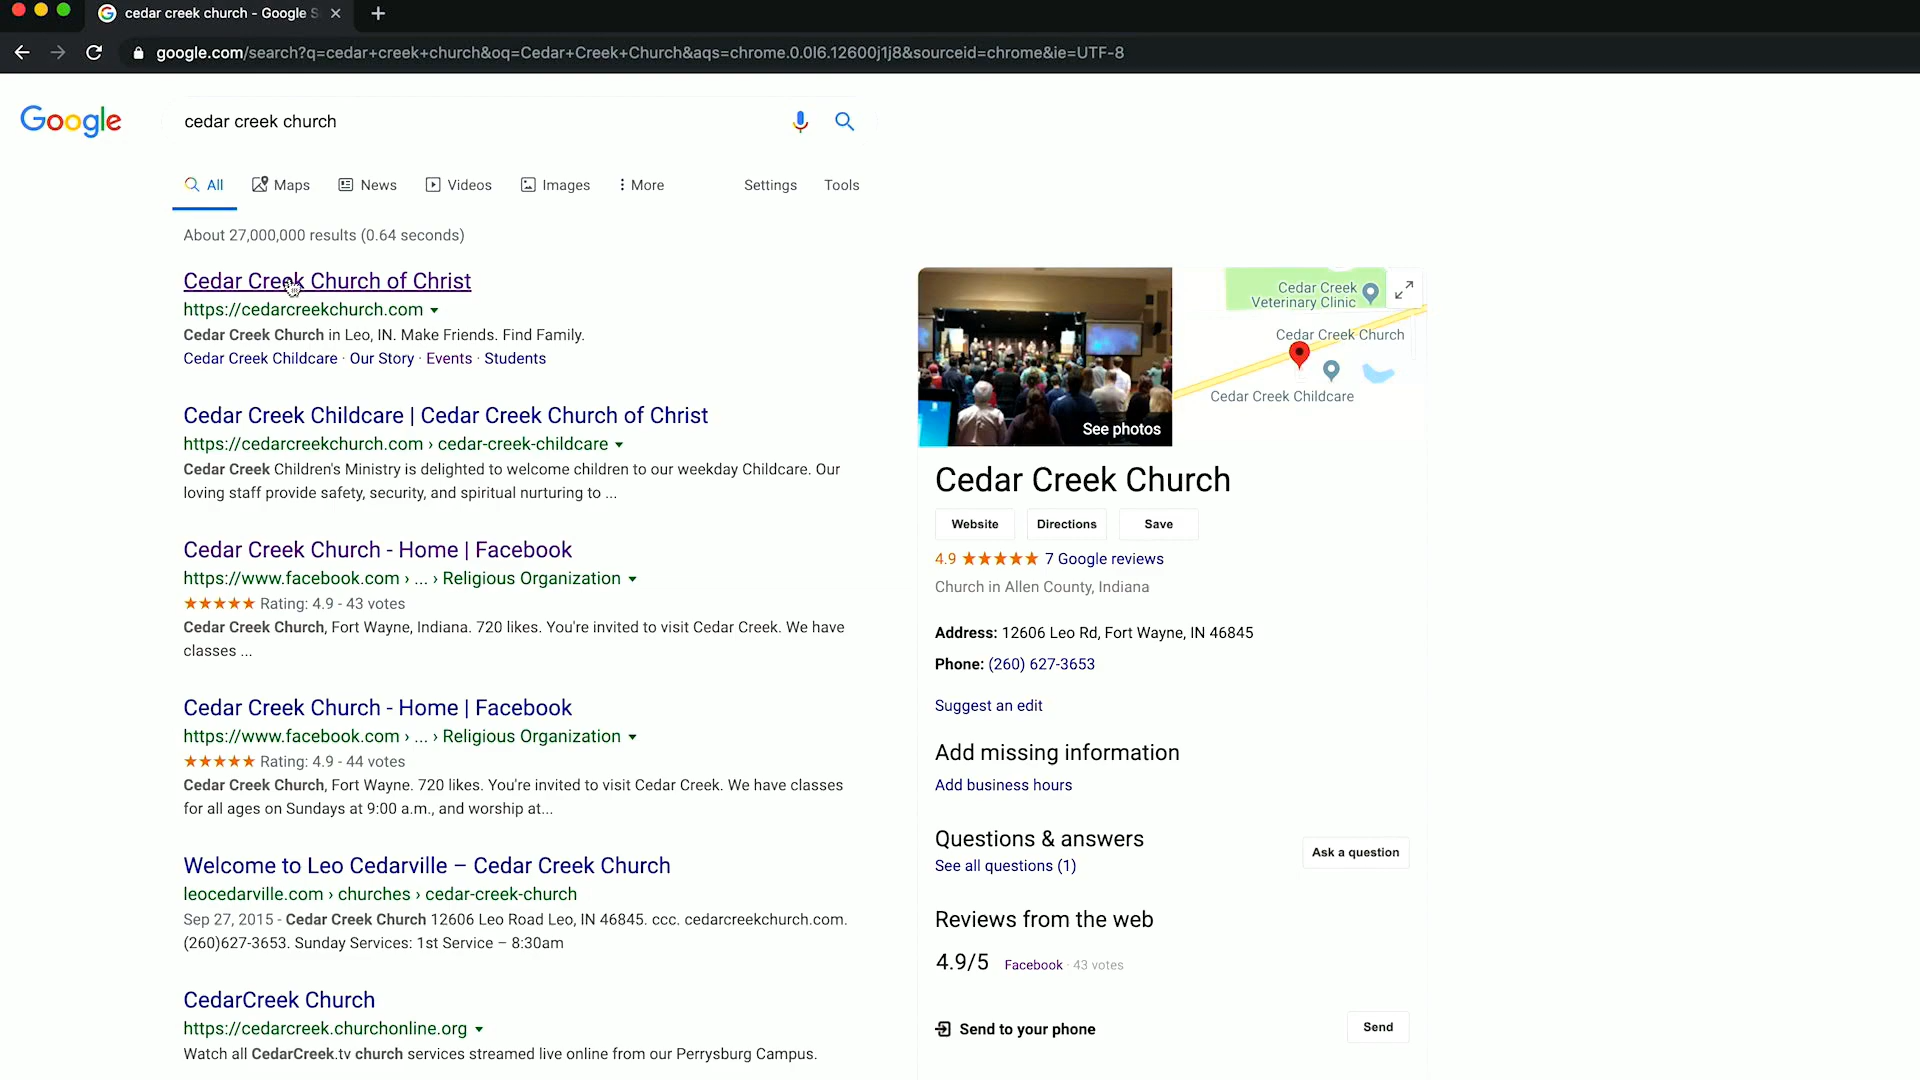 cedar creek church - Google S
google.com/search?q=cedar+creek+church&oq=Cedar+Creek+Church&aqs=chrome.0.0l6.12600j1j8&sourceid=chrome&ie=UTF-8
Google
cedar creek church
All Maps News Videos Images More Settings Tools
About 27,000,000 results (0.64 seconds)
Cedar Creek Church of Christ
https://cedarcreekchurch.com
Cedar Creek Church in Leo, IN. Make Friends. Find Family.
Cedar Creek Childcare · Our Story · Events · Students
Cedar Creek Childcare | Cedar Creek Church of Christ
https://cedarcreekchurch.com › cedar-creek-childcare
Cedar Creek Children's Ministry is delighted to welcome children to our weekday Childcare. Our
loving staff provide safety, security, and spiritual nurturing to ...
Cedar Creek Church - Home | Facebook
https://www.facebook.com › ... › Religious Organization
★★★★★ Rating: 4.9 - 43 votes
Cedar Creek Church, Fort Wayne, Indiana. 720 likes. You're invited to visit Cedar Creek. We have
classes ...
Cedar Creek Church - Home | Facebook
https://www.facebook.com › ... › Religious Organization
★★★★★ Rating: 4.9 - 44 votes
Cedar Creek Church, Fort Wayne. 720 likes. You're invited to visit Cedar Creek. We have classes
for all ages on Sundays at 9:00 a.m., and worship at...
Welcome to Leo Cedarville – Cedar Creek Church
leocedarville.com › churches › cedar-creek-church
Sep 27, 2015 - Cedar Creek Church 12606 Leo Road Leo, IN 46845. ccc. cedarcreekchurch.com.
(260)627-3653. Sunday Services: 1st Service – 8:30am
CedarCreek Church
https://cedarcreek.churchonline.org
Watch all CedarCreek.tv church services streamed live online from our Perrysburg Campus.
See photos
Cedar Creek
Veterinary Clinic
Cedar Creek Church
Cedar Creek Childcare
Cedar Creek Church
Website Directions Save
4.9 ★★★★★ 7 Google reviews
Church in Allen County, Indiana
Address: 12606 Leo Rd, Fort Wayne, IN 46845
Phone: (260) 627-3653
Suggest an edit
Add missing information
Add business hours
Questions & answers
See all questions (1)
Ask a question
Reviews from the web
4.9/5 Facebook · 43 votes
Send to your phone
Send